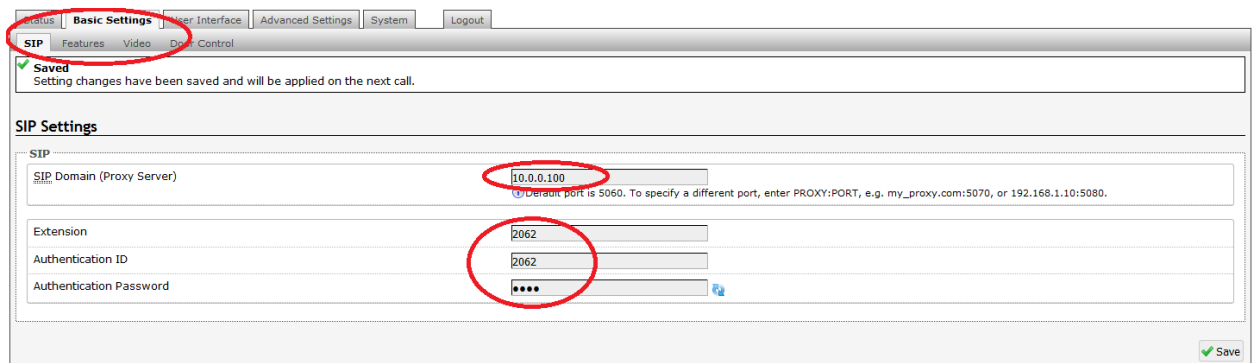 Status Basic Settings User Interface Advanced Settings System Logout
SIP Features Video Door Control
Saved
Setting changes have been saved and will be applied on the next call.
SIP Settings
SIP
SIP Domain (Proxy Server) 10.0.0.100
Default port is 5060. To specify a different port, enter PROXY:PORT, e.g. my_proxy.com:5070, or 192.168.1.10:5080.
Extension 2062
Authentication ID 2062
Authentication Password ••••
Save